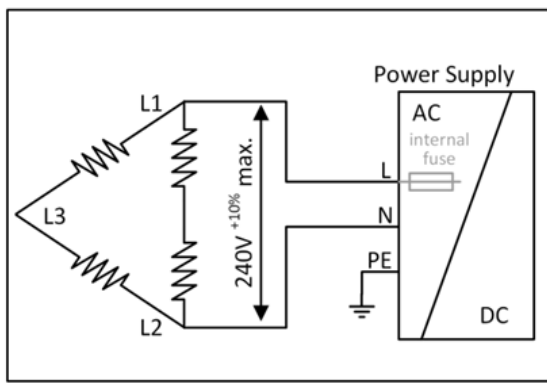 Power Supply
L1
AC
internal
fuse
L
L3
240V +10% max.
N
PE
L2
DC